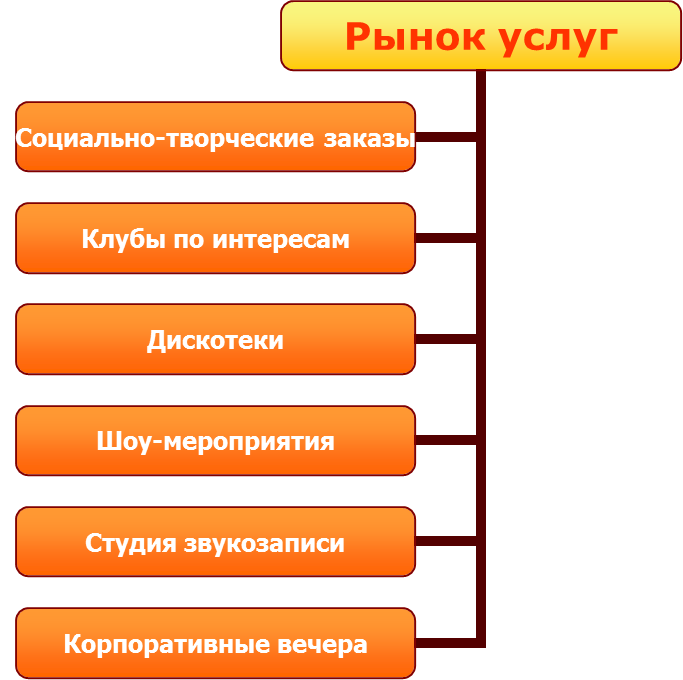 Рынок услуг
Социально-творческие заказы
Клубы по интересам
Дискотеки
Шоу-мероприятия
Студия звукозаписи
Корпоративные вечера